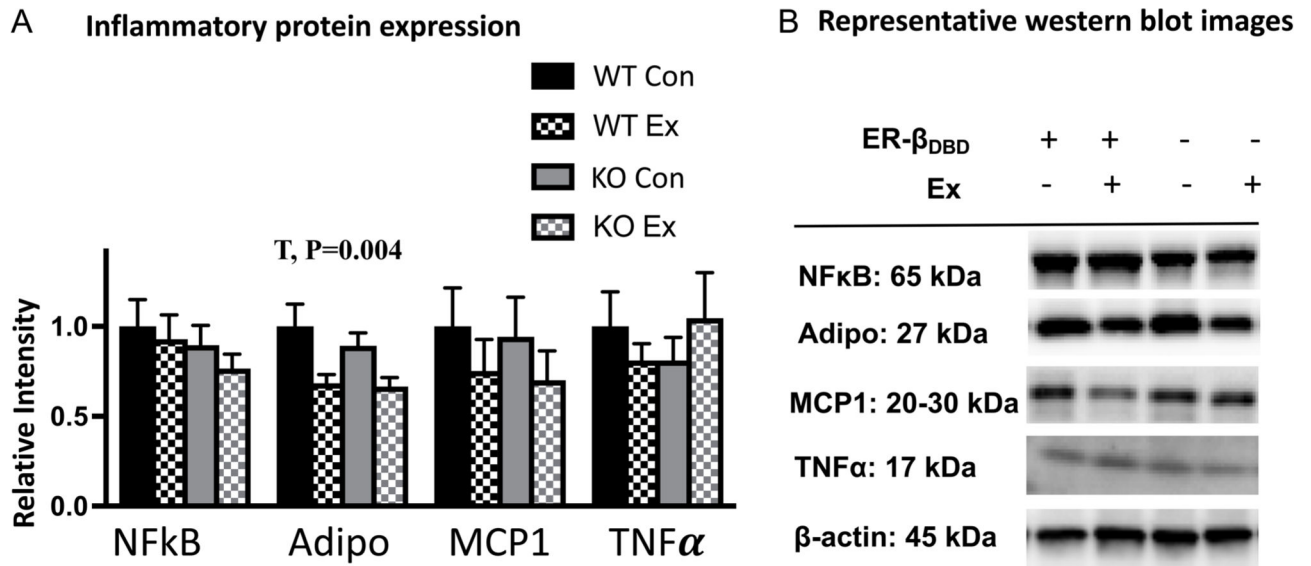 A Inflammatory protein expression
WT Con
WT Ex
KO Con
KO Ex
T, P=0.004
Relative Intensity
1.0
0.5
0.0
NFkB Adipo MCP1 TNFα
B Representative western blot images
ER-βDBD + + - -
Ex - + - +
NFκB: 65 kDa
Adipo: 27 kDa
MCP1: 20-30 kDa
TNFα: 17 kDa
β-actin: 45 kDa